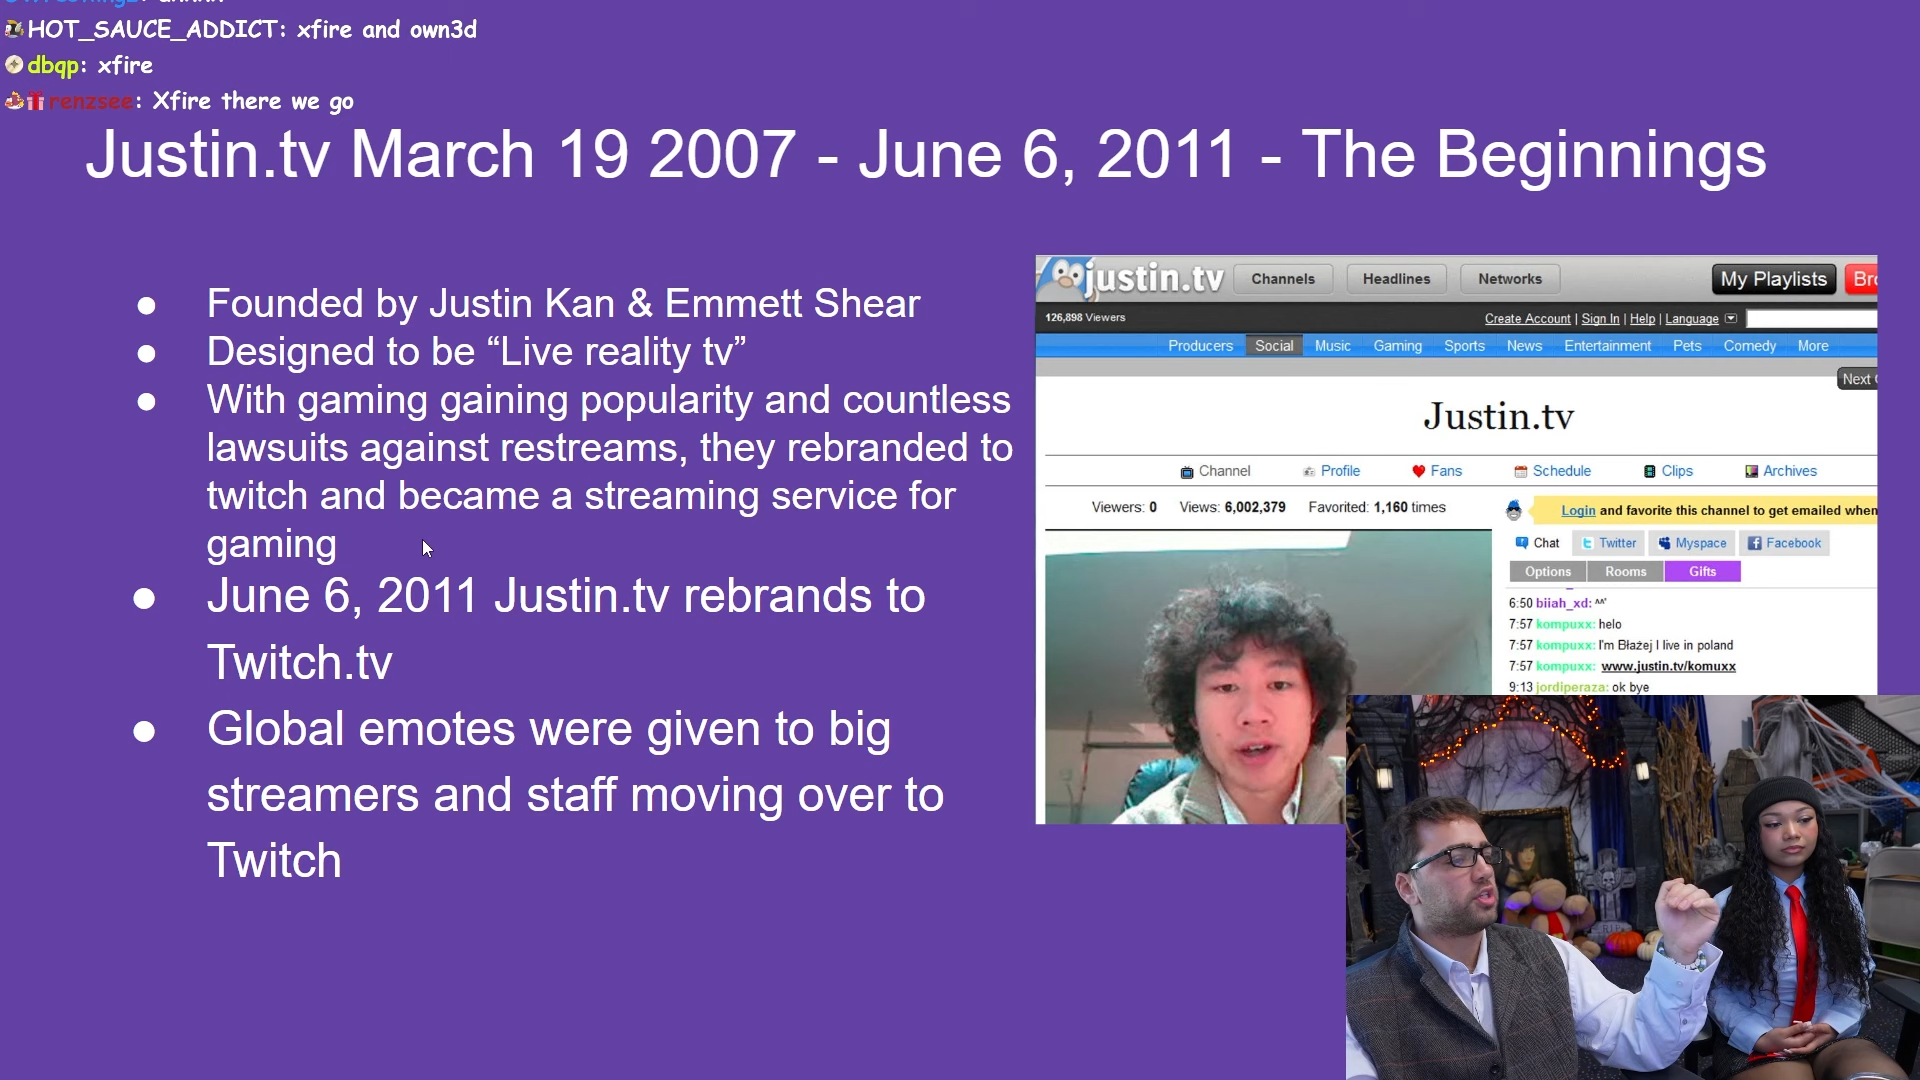 HOT_SAUCE_ADDICT: xfire and own3d
dbqp: xfire
renzsee: Xfire there we go
Justin.tv March 19 2007 - June 6, 2011 - The Beginnings
● Founded by Justin Kan & Emmett Shear
● Designed to be “Live reality tv”
● With gaming gaining popularity and countless
lawsuits against restreams, they rebranded to
twitch and became a streaming service for
gaming
● June 6, 2011 Justin.tv rebrands to
Twitch.tv
● Global emotes were given to big
streamers and staff moving over to
Twitch
justin.tv Channels Headlines Networks My Playlists Bro
126,898 Viewers Create Account | Sign In | Help | Language
Producers Social Music Gaming Sports News Entertainment Pets Comedy More
Next
Justin.tv
Channel Profile Fans Schedule Clips Archives
Viewers: 0 Views: 6,002,379 Favorited: 1,160 times
Login and favorite this channel to get emailed when
Chat Twitter Myspace Facebook
Options Rooms Gifts
6:50 biiah_xd: ^^'
7:57 kompuxx: helo
7:57 kompuxx: I'm Błażej I live in poland
7:57 kompuxx: www.justin.tv/komuxx
9:13 jordiperaza: ok bye